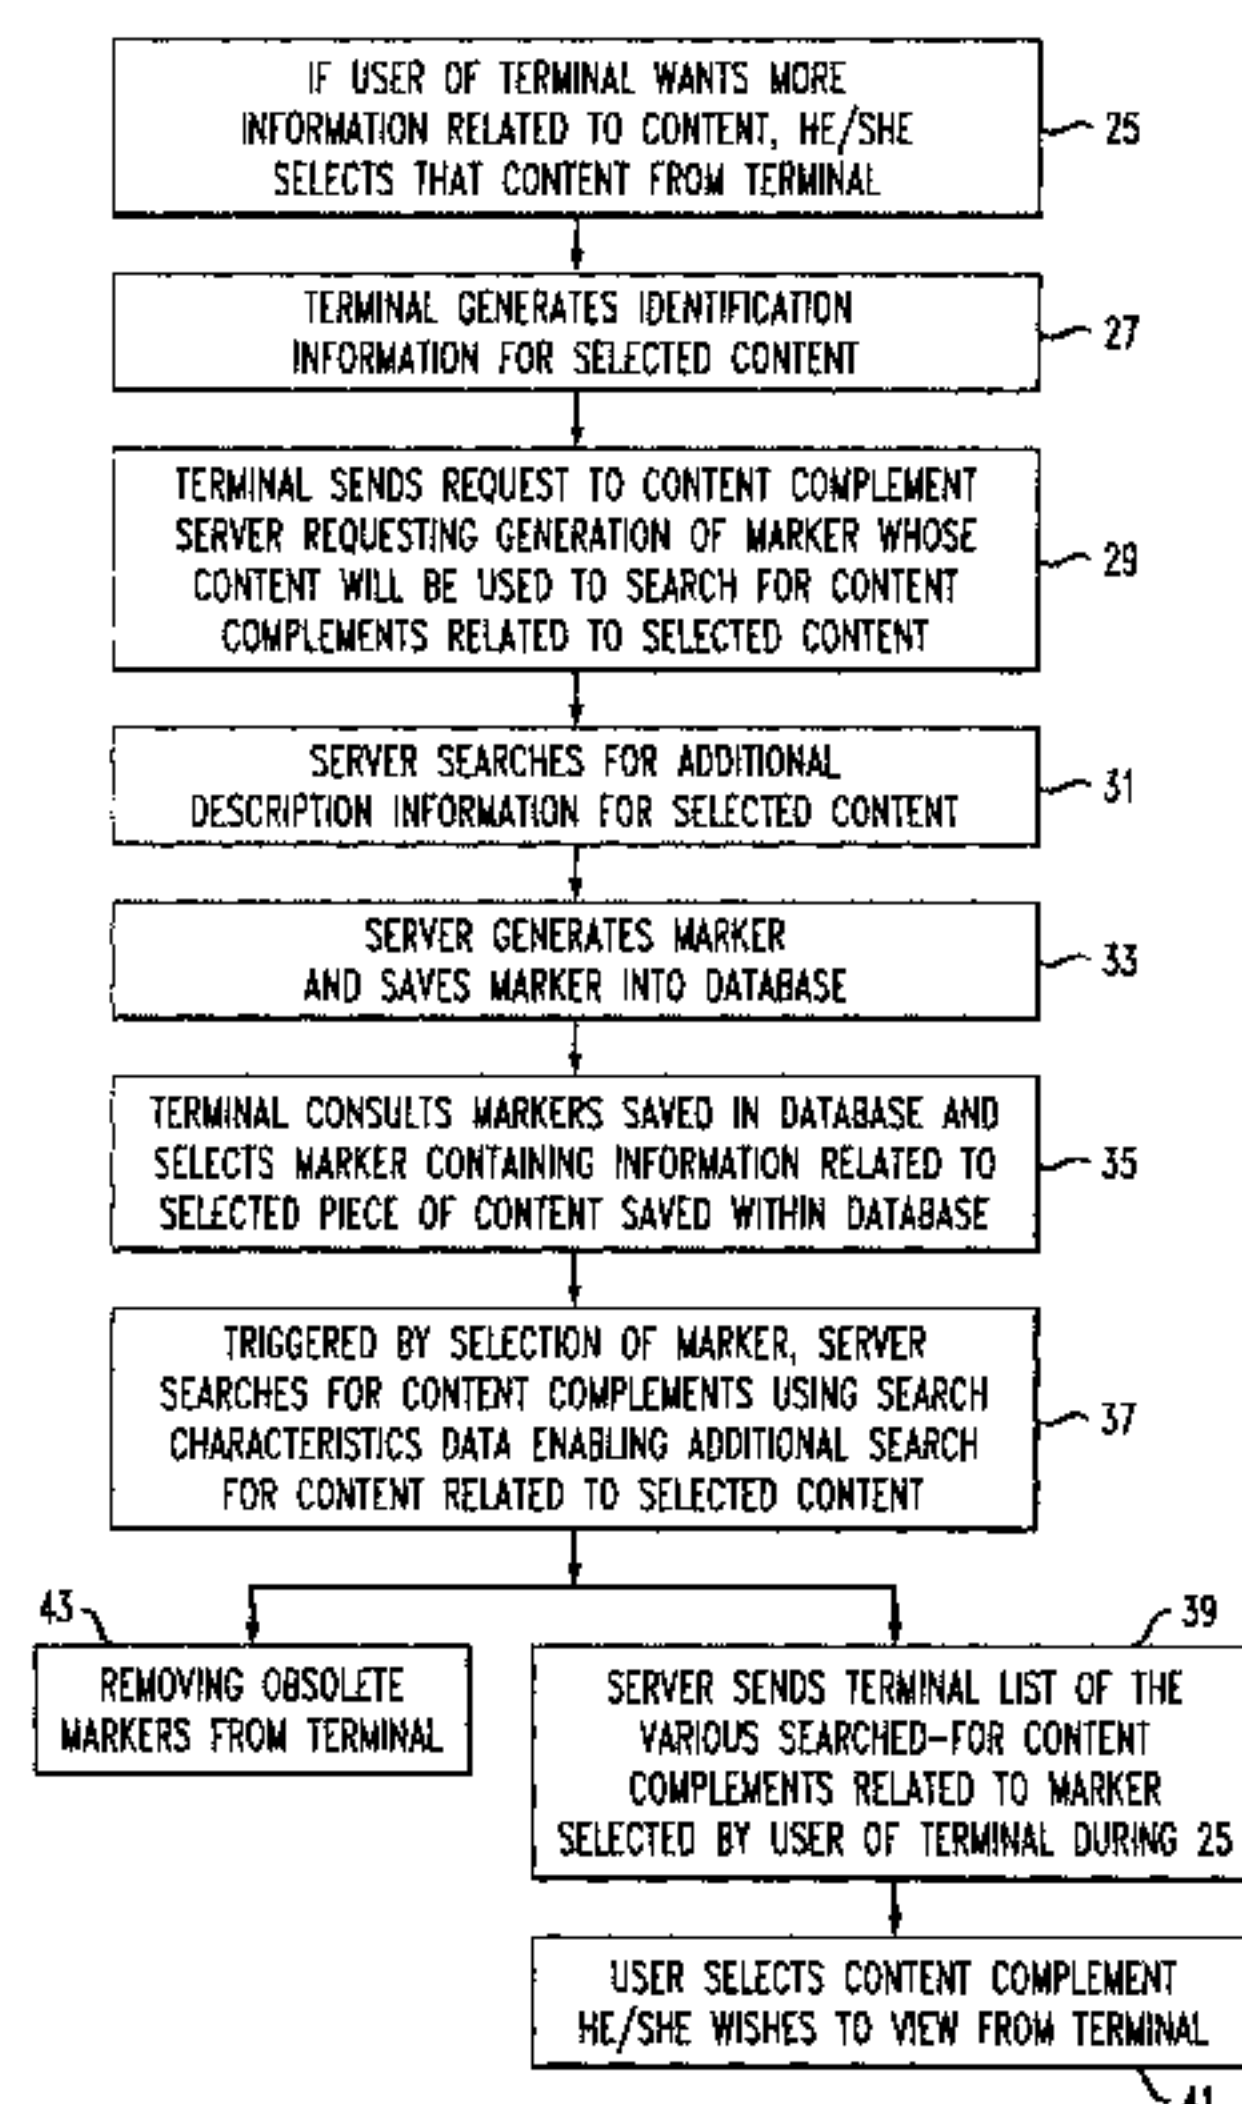 IF USER OF TERMINAL WANTS MORE
INFORMATION RELATED TO CONTENT, HE/SHE
SELECTS THAT CONTENT FROM TERMINAL
25
TERMINAL GENERATES IDENTIFICATION
INFORMATION FOR SELECTED CONTENT
27
TERMINAL SENDS REQUEST TO CONTENT COMPLEMENT
SERVER REQUESTING GENERATION OF MARKER WHOSE
CONTENT WILL BE USED TO SEARCH FOR CONTENT
COMPLEMENTS RELATED TO SELECTED CONTENT
29
SERVER SEARCHES FOR ADDITIONAL
DESCRIPTION INFORMATION FOR SELECTED CONTENT
31
SERVER GENERATES MARKER
AND SAVES MARKER INTO DATABASE
33
TERMINAL CONSULTS MARKERS SAVED IN DATABASE AND
SELECTS MARKER CONTAINING INFORMATION RELATED TO
SELECTED PIECE OF CONTENT SAVED WITHIN DATABASE
35
TRIGGERED BY SELECTION OF MARKER, SERVER
SEARCHES FOR CONTENT COMPLEMENTS USING SEARCH
CHARACTERISTICS DATA ENABLING ADDITIONAL SEARCH
FOR CONTENT RELATED TO SELECTED CONTENT
37
43
REMOVING OBSOLETE
MARKERS FROM TERMINAL
39
SERVER SENDS TERMINAL LIST OF THE
VARIOUS SEARCHED-FOR CONTENT
COMPLEMENTS RELATED TO MARKER
SELECTED BY USER OF TERMINAL DURING 25
USER SELECTS CONTENT COMPLEMENT
HE/SHE WISHES TO VIEW FROM TERMINAL
41